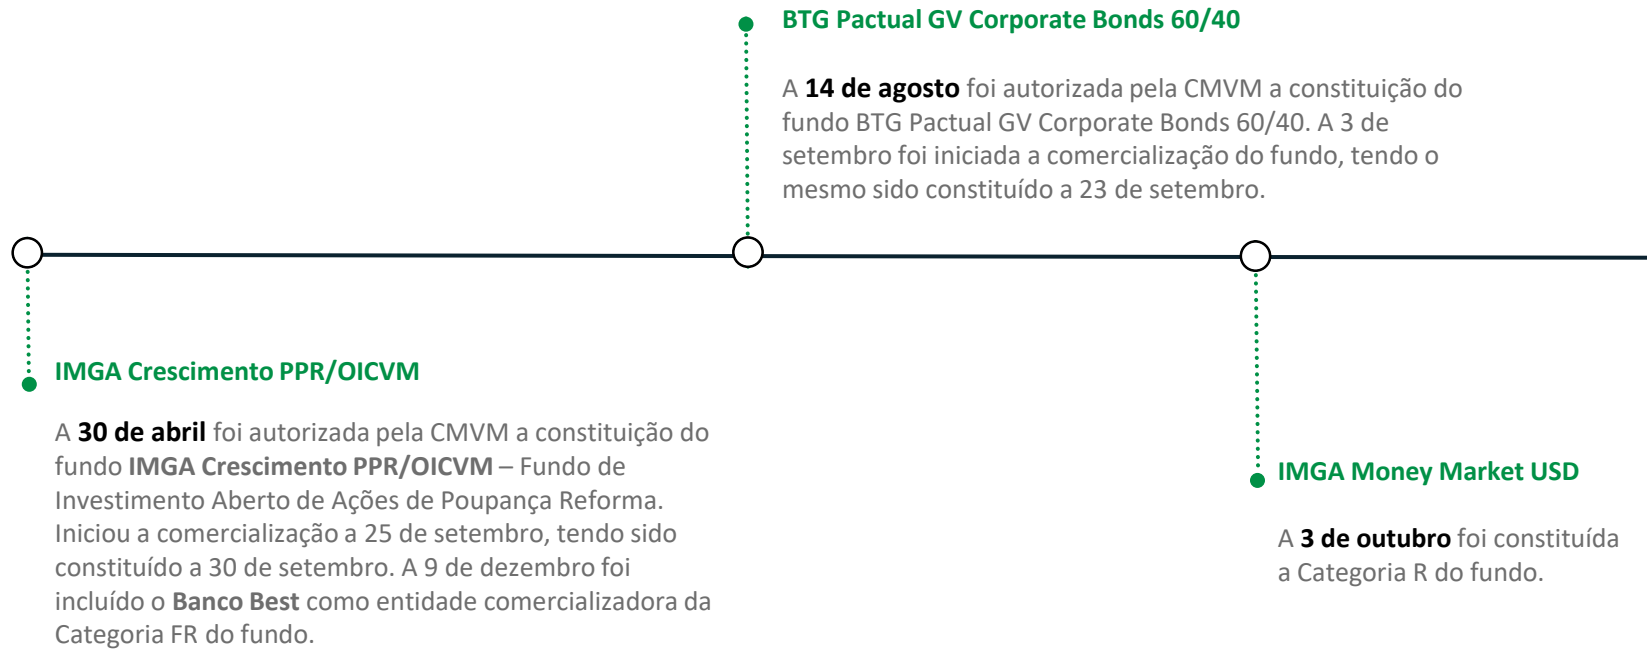 BTG Pactual GV Corporate Bonds 60/40
A 14 de agosto foi autorizada pela CMVM a constituição do
fundo BTG Pactual GV Corporate Bonds 60/40. A 3 de
setembro foi iniciada a comercialização do fundo, tendo o
mesmo sido constituído a 23 de setembro.
IMGA Crescimento PPR/OICVM
A 30 de abril foi autorizada pela CMVM a constituição do
fundo IMGA Crescimento PPR/OICVM – Fundo de
Investimento Aberto de Ações de Poupança Reforma.
Iniciou a comercialização a 25 de setembro, tendo sido
constituído a 30 de setembro. A 9 de dezembro foi
incluído o Banco Best como entidade comercializadora da
Categoria FR do fundo.
IMGA Money Market USD
A 3 de outubro foi constituída
a Categoria R do fundo.